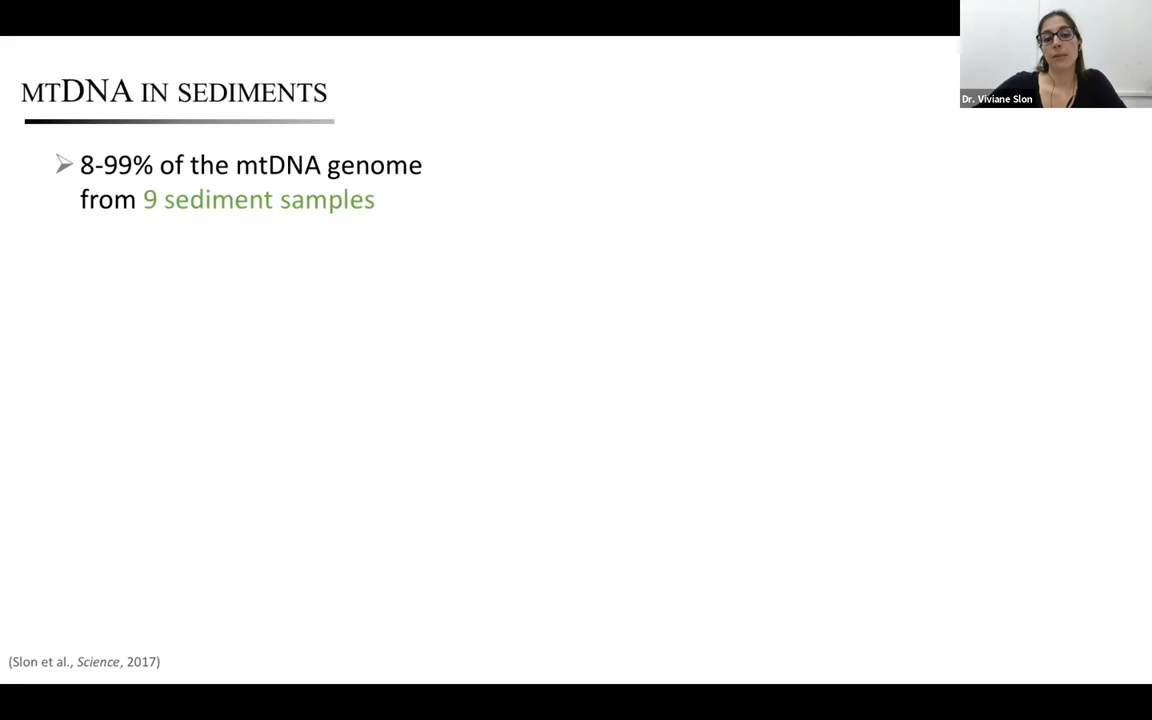 Dr. Viviane Slon
MTDNA IN SEDIMENTS
8-99% of the mtDNA genome
from 9 sediment samples
(Slon et al., Science, 2017)